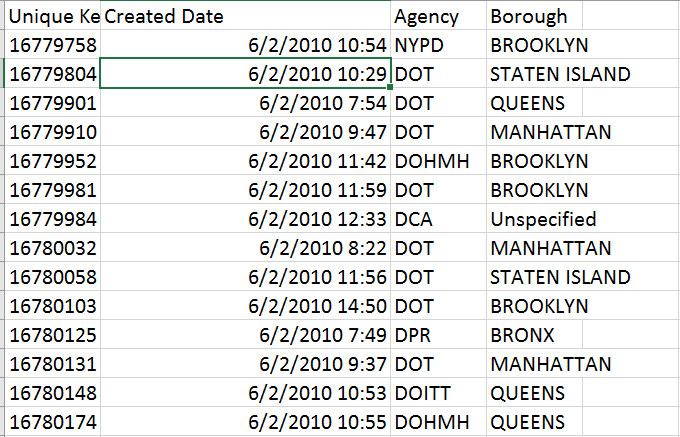 Unique Ke Created Date Agency Borough
16779758 6/2/2010 10:54 NYPD BROOKLYN
16779804 6/2/2010 10:29 DOT STATEN ISLAND
16779901 6/2/2010 7:54 DOT QUEENS
16779910 6/2/2010 9:47 DOT MANHATTAN
16779952 6/2/2010 11:42 DOHMH BROOKLYN
16779981 6/2/2010 11:59 DOT BROOKLYN
16779984 6/2/2010 12:33 DCA Unspecified
16780032 6/2/2010 8:22 DOT MANHATTAN
16780058 6/2/2010 11:56 DOT STATEN ISLAND
16780103 6/2/2010 14:50 DOT BROOKLYN
16780125 6/2/2010 7:49 DPR BRONX
16780131 6/2/2010 9:37 DOT MANHATTAN
16780148 6/2/2010 10:53 DOITT QUEENS
16780174 6/2/2010 10:55 DOHMH QUEENS